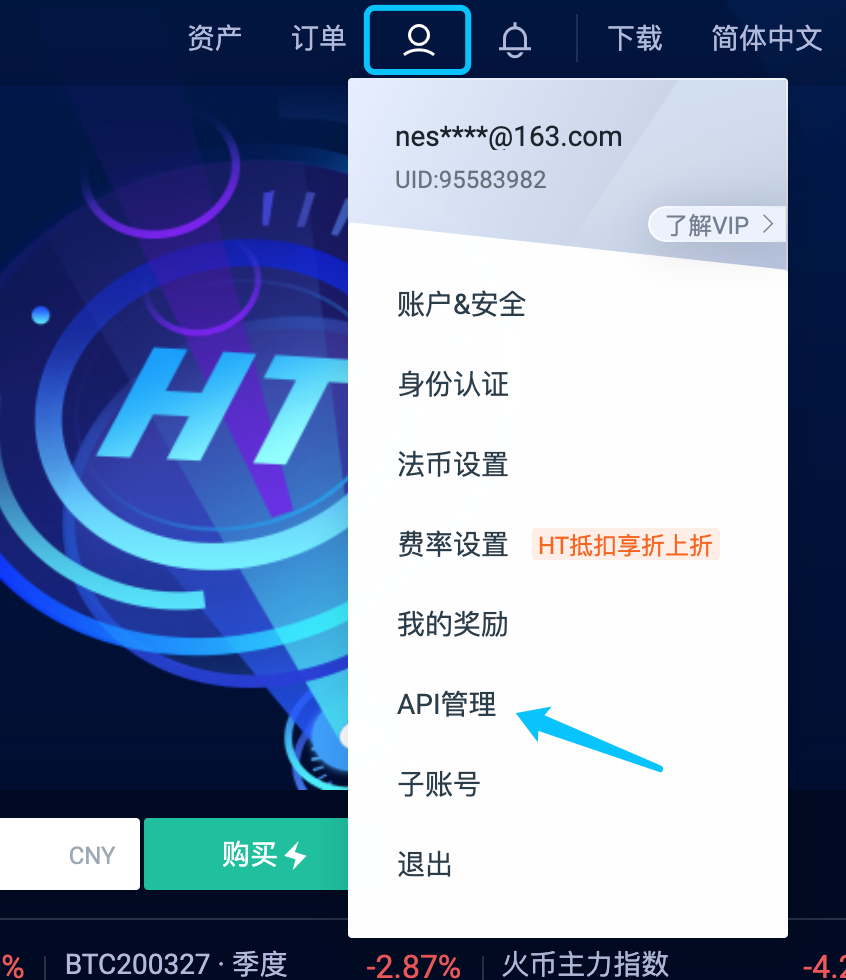 资产 订单 下载 简体中文
nes****@163.com
UID:95583982
了解VIP
账户&安全
身份认证
法币设置
费率设置 HT抵扣享折上折
我的奖励
API管理
子账号
退出
HT
CNY 购买
% BTC200327 · 季度 -2.87% 火币主力指数